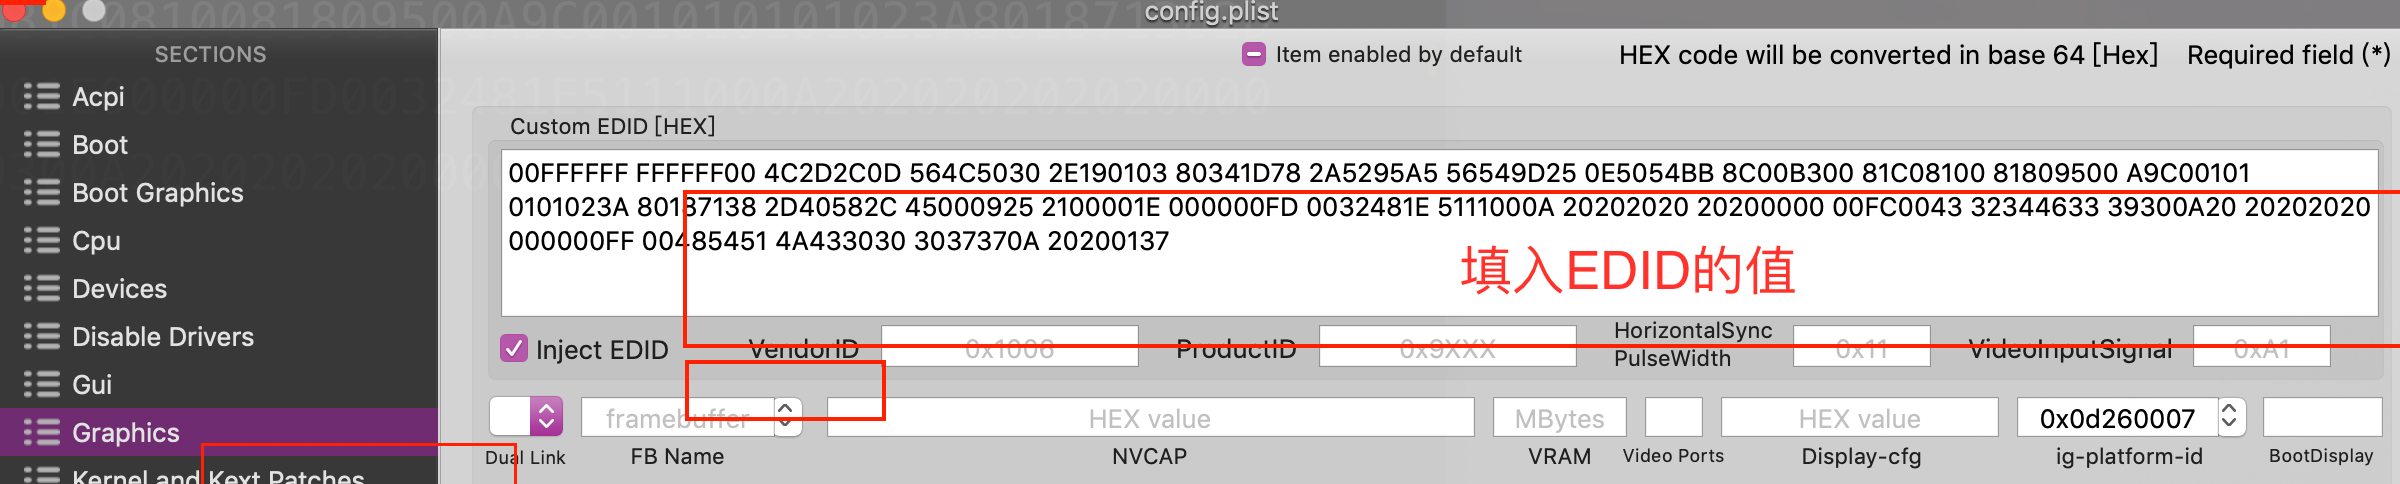 config.plist
SECTIONS
Item enabled by default
HEX code will be converted in base 64 [Hex]
Required field (*)
Acpi
Boot
Boot Graphics
Cpu
Devices
Disable Drivers
Gui
Graphics
Kernel and Kext Patches
Custom EDID [HEX]
00FFFFFF FFFFFF00 4C2D2C0D 564C5030 2E190103 80341D78 2A5295A5 56549D25 0E5054BB 8C00B300 81C08100 81809500 A9C00101
0101023A 80187138 2D40582C 45000925 2100001E 000000FD 0032481E 5111000A 20202020 20200000 00FC0043 32344633 39300A20 20202020
000000FF 00485451 4A433030 3037370A 20200137
填入EDID的值
Inject EDID
VendorID
0x1006
ProductID
0x9XXX
HorizontalSync
PulseWidth
0x11
VideoInputSignal
0xA1
framebuffer
HEX value
MBytes
HEX value
0x0d260007
Dual Link
FB Name
NVCAP
VRAM
Video Ports
Display-cfg
ig-platform-id
BootDisplay